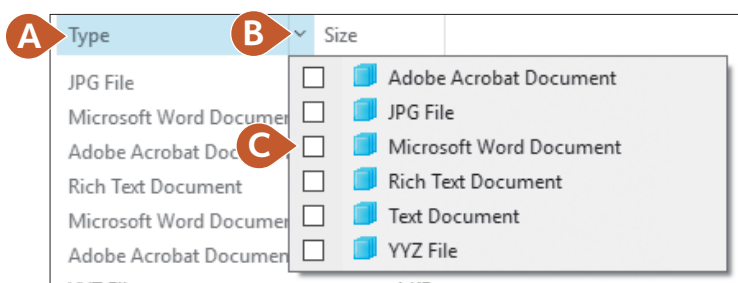 A Type B Size
JPG File
Microsoft Word Documen
Adobe Acrobat Doc
Rich Text Document
Microsoft Word Documen
Adobe Acrobat Documen
Adobe Acrobat Document
JPG File
C Microsoft Word Document
Rich Text Document
Text Document
YYZ File